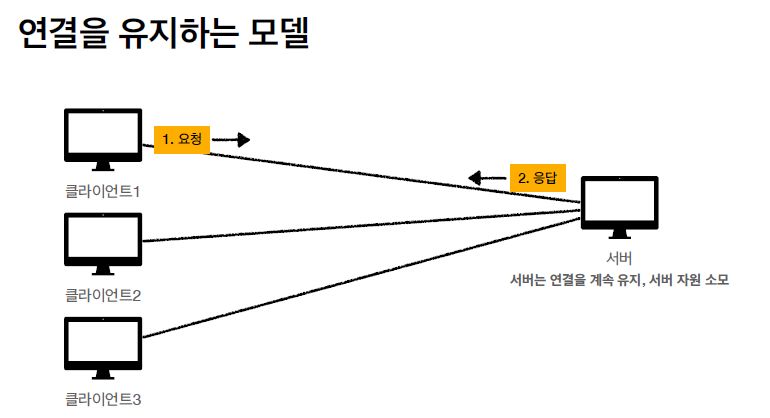 연결을 유지하는 모델
1. 요청
클라이언트1
2. 응답
클라이언트2
서버
서버는 연결을 계속 유지, 서버 자원 소모
클라이언트3